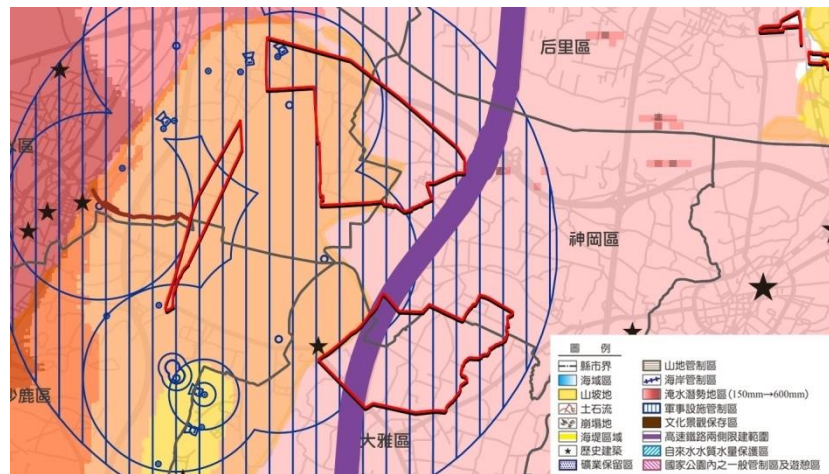 后里區
區
神岡區
沙鹿區
大雅區
圖 例
縣市界
海域區
山坡地
土石流
崩塌地
海堤區域
歷史建築
礦業保留區
山地管制區
海岸管制區
淹水潛勢地區(150mm→600mm)
軍事設施管制區
文化景觀保存區
高速鐵路兩側限建範圍
自來水水質水量保護區
國家公園內之一般管制區及遊憩區